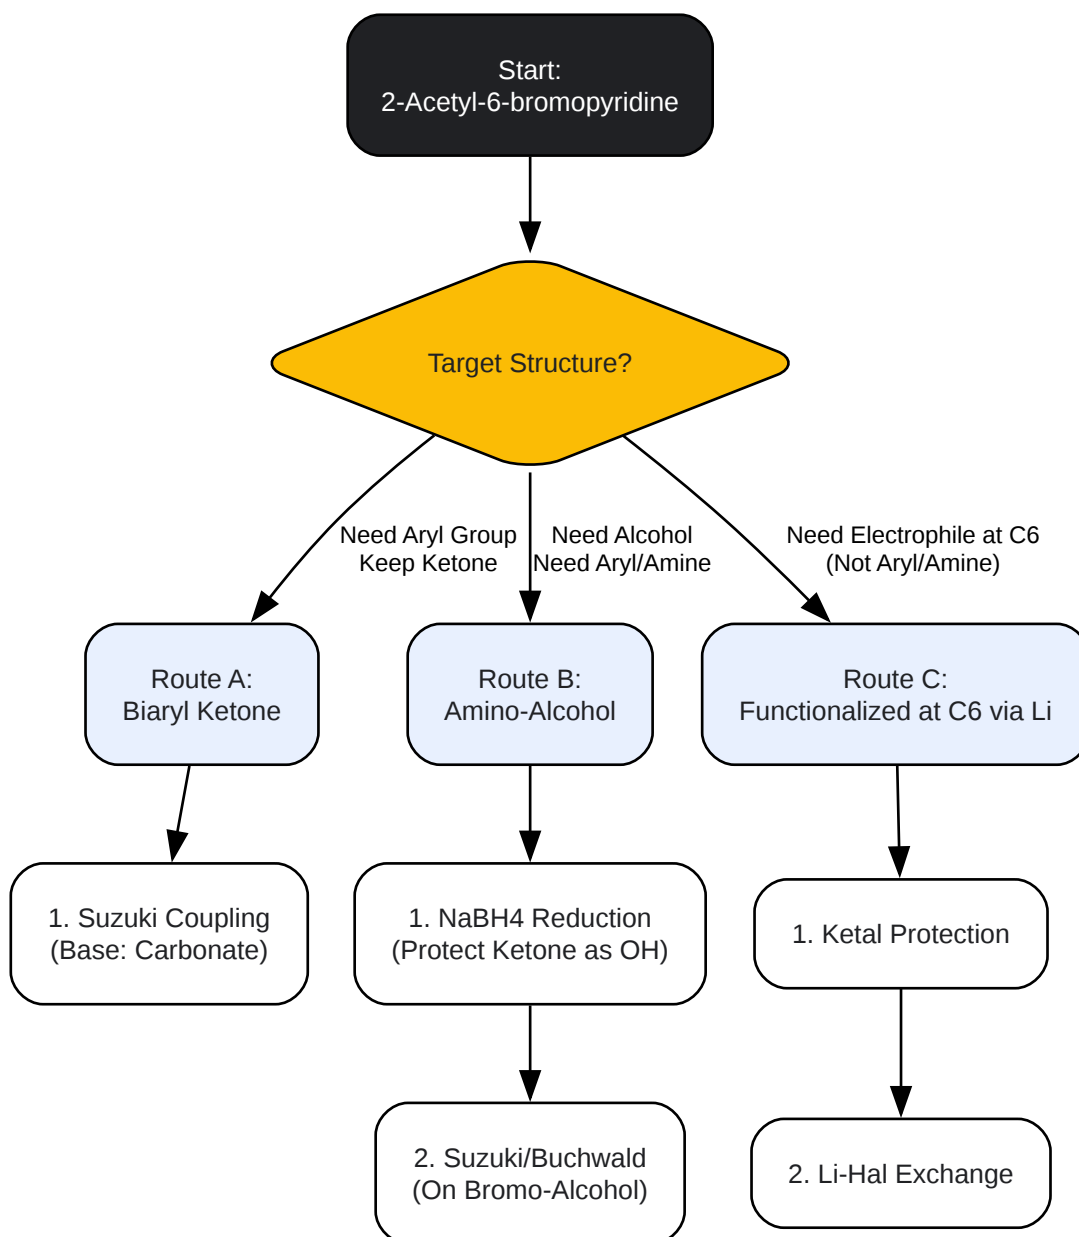 Start:
2-Acetyl-6-bromopyridine
Target Structure?
Need Aryl Group
Keep Ketone
Need Alcohol
Need Aryl/Amine
Need Electrophile at C6
(Not Aryl/Amine)
Route A:
Biaryl Ketone
Route B:
Amino-Alcohol
Route C:
Functionalized at C6 via Li
1. Suzuki Coupling
(Base: Carbonate)
1. NaBH4 Reduction
(Protect Ketone as OH)
1. Ketal Protection
2. Suzuki/Buchwald
(On Bromo-Alcohol)
2. Li-Hal Exchange